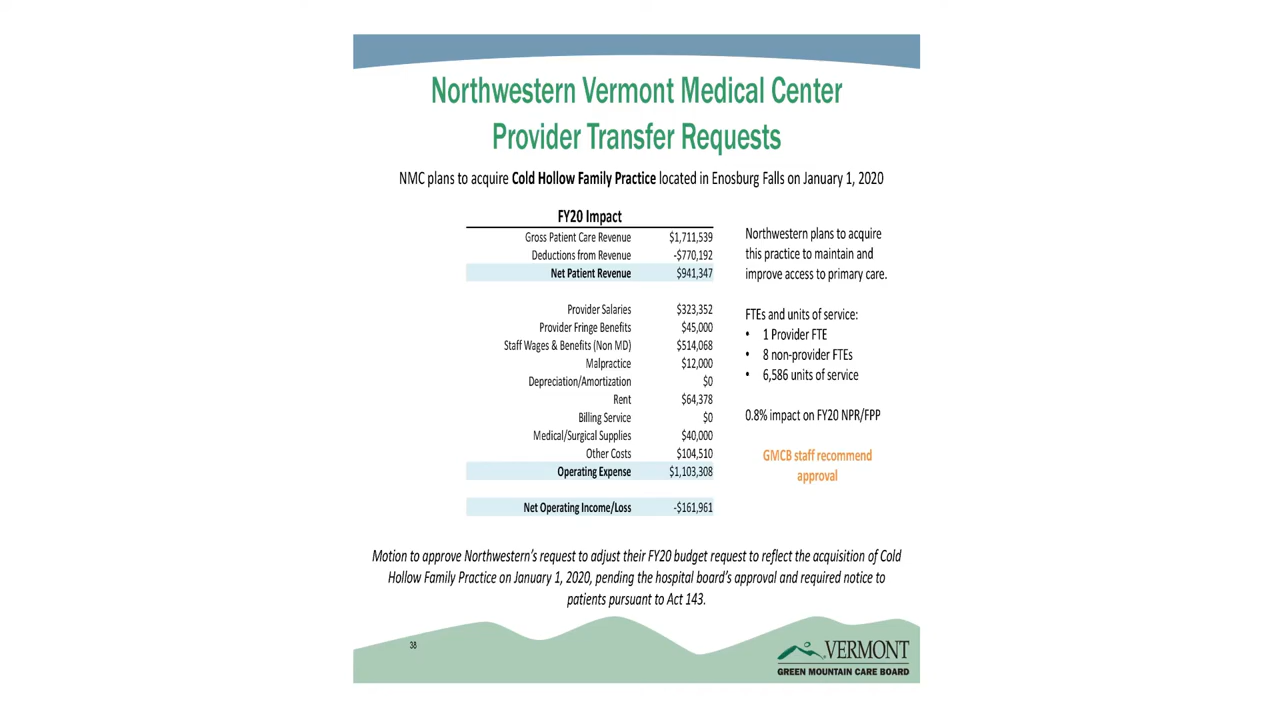 Northwestern Vermont Medical Center
Provider Transfer Requests
NMC plans to acquire Cold Hollow Family Practice located in Enosburg Falls on January 1, 2020
FY20 Impact
Gross Patient Care Revenue $1,711,539
Deductions from Revenue -$770,192
Net Patient Revenue $941,347
Provider Salaries $323,352
Provider Fringe Benefits $45,000
Staff Wages & Benefits (Non MD) $514,068
Malpractice $12,000
Depreciation/Amortization $0
Rent $64,378
Billing Service $0
Medical/Surgical Supplies $40,000
Other Costs $104,510
Operating Expense $1,103,308
Net Operating Income/Loss -$161,961
Northwestern plans to acquire
this practice to maintain and
improve access to primary care.
FTEs and units of service:
• 1 Provider FTE
• 8 non-provider FTEs
• 6,586 units of service
0.8% impact on FY20 NPR/FPP
GMCB staff recommend
approval
Motion to approve Northwestern's request to adjust their FY20 budget request to reflect the acquisition of Cold
Hollow Family Practice on January 1, 2020, pending the hospital board's approval and required notice to
patients pursuant to Act 143.
38
VERMONT
GREEN MOUNTAIN CARE BOARD